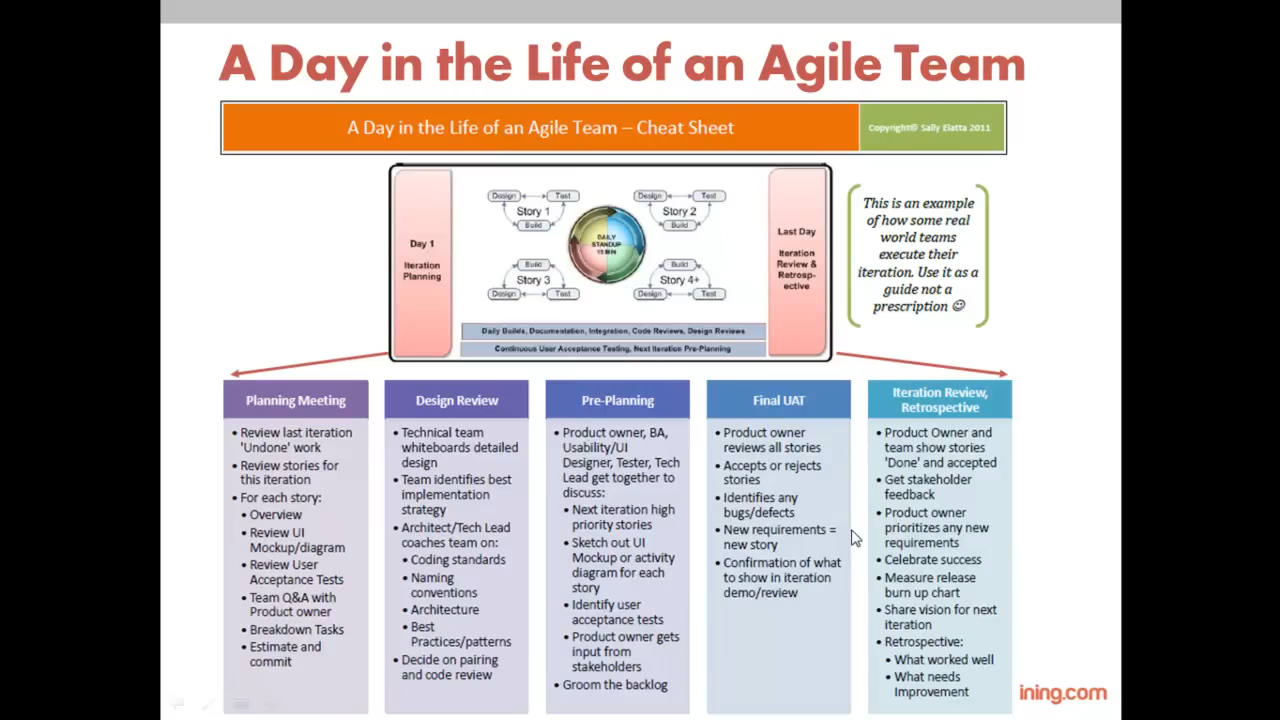 A Day in the Life of an Agile Team
A Day in the Life of an Agile Team – Cheat Sheet
Copyright© Sally Elatta 2011
Day 1
Iteration
Planning
Design
Test
Story 1
Build
Design
Test
Story 2
Build
DAILY
STANDUP
15 MIN
Build
Story 3
Design
Test
Build
Story 4+
Design
Test
Daily Builds, Documentation, Integration, Code Reviews, Design Reviews
Continuous User Acceptance Testing, Next Iteration Pre-Planning
Last Day
Iteration
Review &
Retrosp-
ective
This is an example
of how some real
world teams
execute their
iteration. Use it as a
guide not a
prescription ☺
Planning Meeting
• Review last iteration
'Undone' work
• Review stories for
this iteration
• For each story:
• Overview
• Review UI
Mockup/diagram
• Review User
Acceptance Tests
• Team Q&A with
Product owner
• Breakdown Tasks
• Estimate and
commit
Design Review
• Technical team
whiteboards detailed
design
• Team identifies best
implementation
strategy
• Architect/Tech Lead
coaches team on:
• Coding standards
• Naming
conventions
• Architecture
• Best
Practices/patterns
• Decide on pairing
and code review
Pre-Planning
• Product owner, BA,
Usability/UI
Designer, Tester, Tech
Lead get together to
discuss:
• Next iteration high
priority stories
• Sketch out UI
Mockup or activity
diagram for each
story
• Identify user
acceptance tests
• Product owner gets
input from
stakeholders
• Groom the backlog
Final UAT
• Product owner
reviews all stories
• Accepts or rejects
stories
• Identifies any
bugs/defects
• New requirements =
new story
• Confirmation of what
to show in iteration
demo/review
Iteration Review,
Retrospective
• Product Owner and
team show stories
'Done' and accepted
• Get stakeholder
feedback
• Product owner
prioritizes any new
requirements
• Celebrate success
• Measure release
burn up chart
• Share vision for next
iteration
• Retrospective:
• What worked well
• What needs
Improvement
ining.com